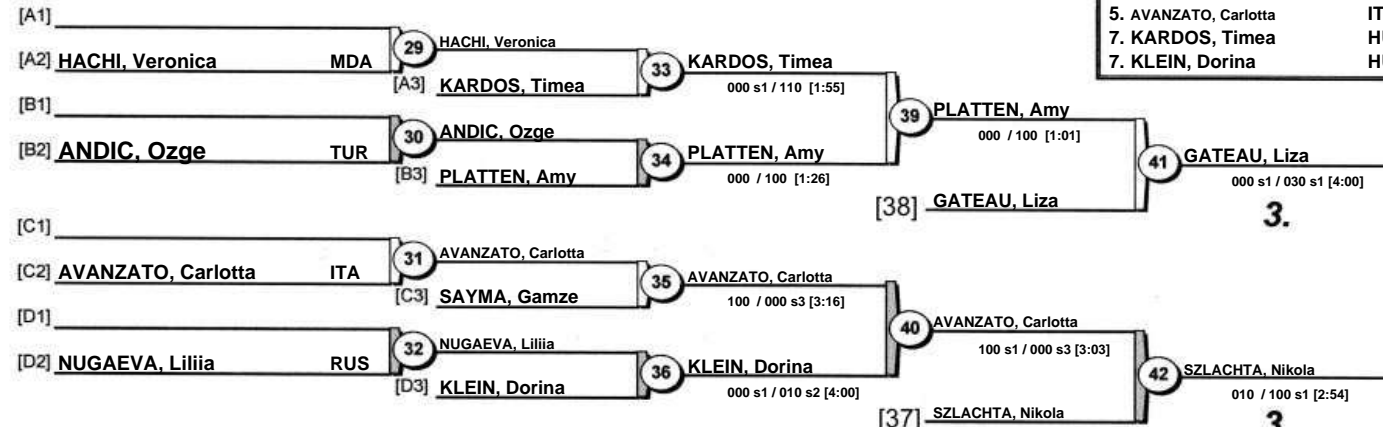 5. AVANZATO, Carlotta IT
7. KARDOS, Timea
7. KLEIN, Dorina
[A1]
[A2] HACHI, Veronica MDA
29
HACHI, Veronica
[A3] KARDOS, Timea
33
KARDOS, Timea
000 s1 / 110 [1:55]
[B1]
[B2] ANDIC, Ozge TUR
30
ANDIC, Ozge
[B3] PLATTEN, Amy
34
PLATTEN, Amy
000 / 100 [1:26]
39
PLATTEN, Amy
000 / 100 [1:01]
[38] GATEAU, Liza
41
GATEAU, Liza
000 s1 / 030 s1 [4:00]
3.
[C1]
[C2] AVANZATO, Carlotta ITA
31
AVANZATO, Carlotta
[C3] SAYMA, Gamze
35
AVANZATO, Carlotta
100 / 000 s3 [3:16]
[D1]
[D2] NUGAEVA, Liliia RUS
32
NUGAEVA, Liliia
[D3] KLEIN, Dorina
36
KLEIN, Dorina
000 s1 / 010 s2 [4:00]
40
AVANZATO, Carlotta
100 s1 / 000 s3 [3:03]
[37] SZLACHTA, Nikola
42
SZLACHTA, Nikola
010 / 100 s1 [2:54]
3.